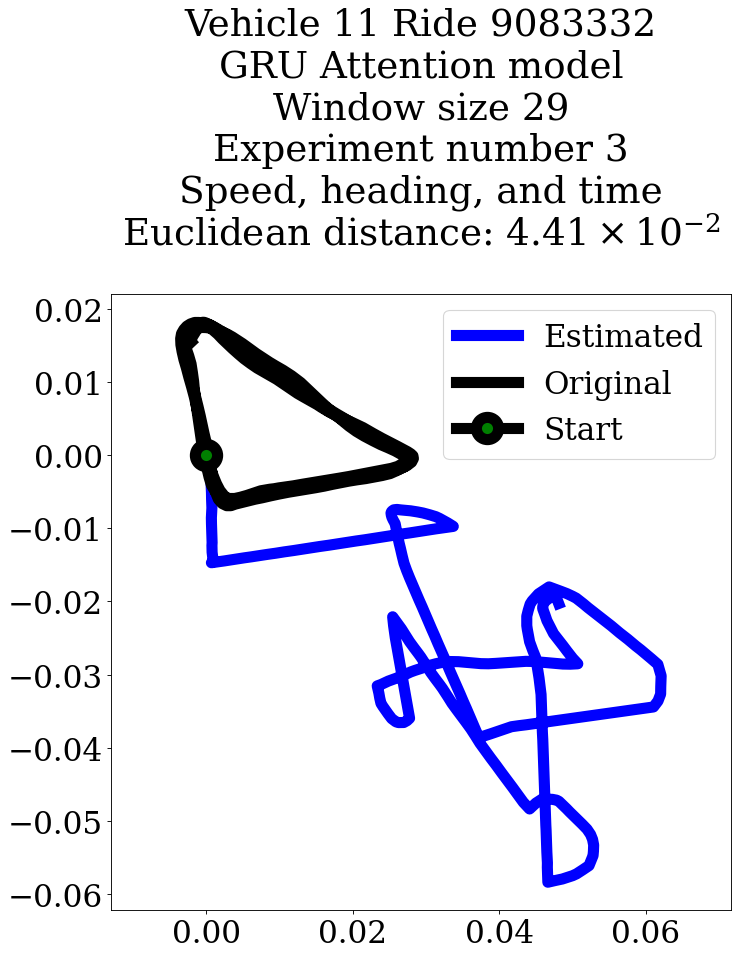 Vehicle 11 Ride 9083332
GRU Attention model
Window size 29
Experiment number 3
Speed, heading, and time
Euclidean distance: 4.41 × 10⁻²
0.02
0.01
0.00
−0.01
−0.02
−0.03
−0.04
−0.05
−0.06
Estimated
Original
Start
0.00 0.02 0.04 0.06